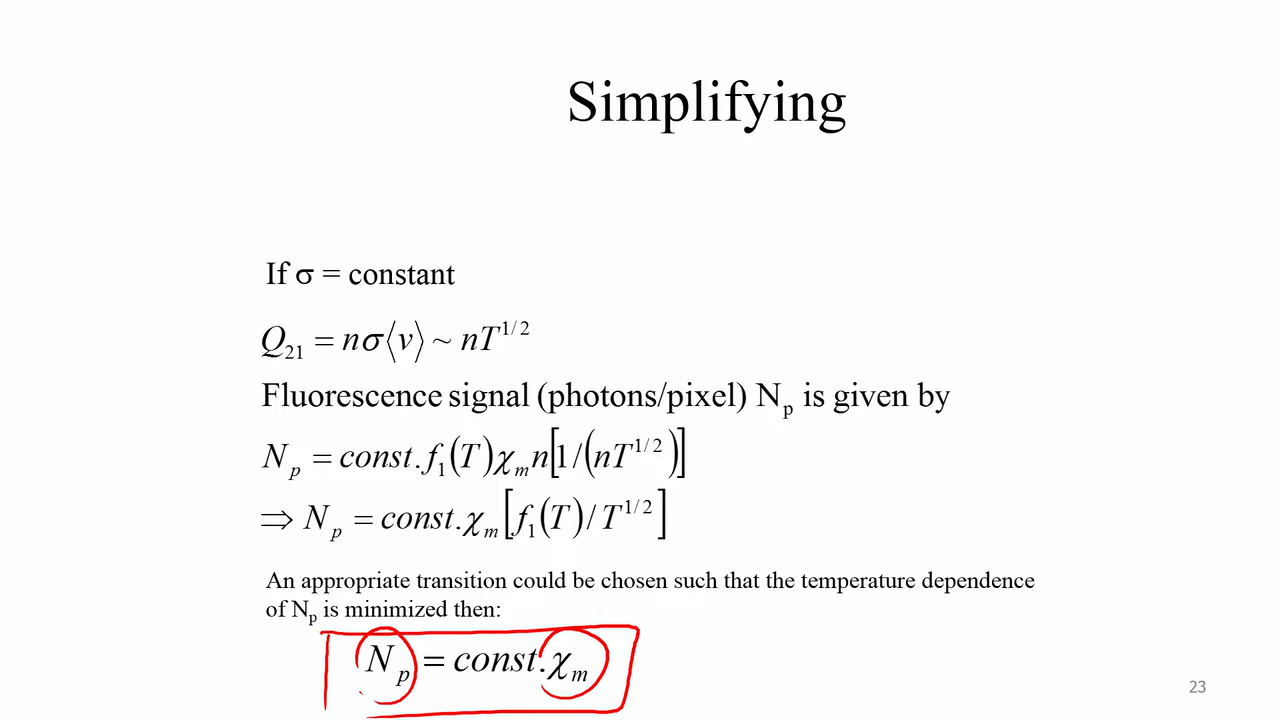 Simplifying
If σ = constant
Q₂₁ = nσ⟨v⟩ ~ nT^{1/2}
Fluorescence signal (photons/pixel) Nₚ is given by
Nₚ = const. f₁(T)χₘn[1/(nT^{1/2})]
⇒ Nₚ = const.χₘ[f₁(T)/T^{1/2}]
An appropriate transition could be chosen such that the temperature dependence
of Nₚ is minimized then:
Nₚ = const.χₘ
23